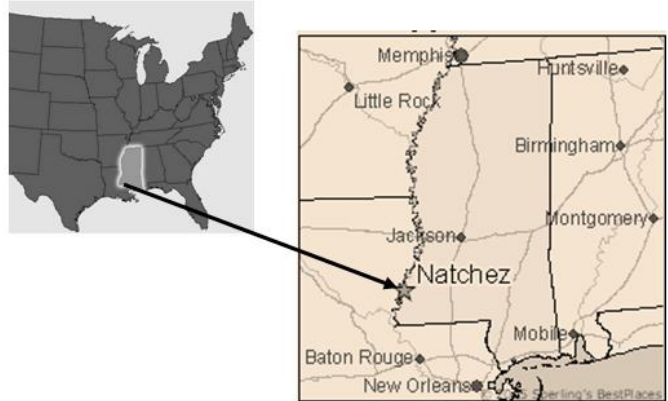 Memphis
Huntsville
Little Rock
Birmingham
Montgomery
Jackson
Natchez
Mobile
Baton Rouge
New Orleans
Sperling's BestPlaces